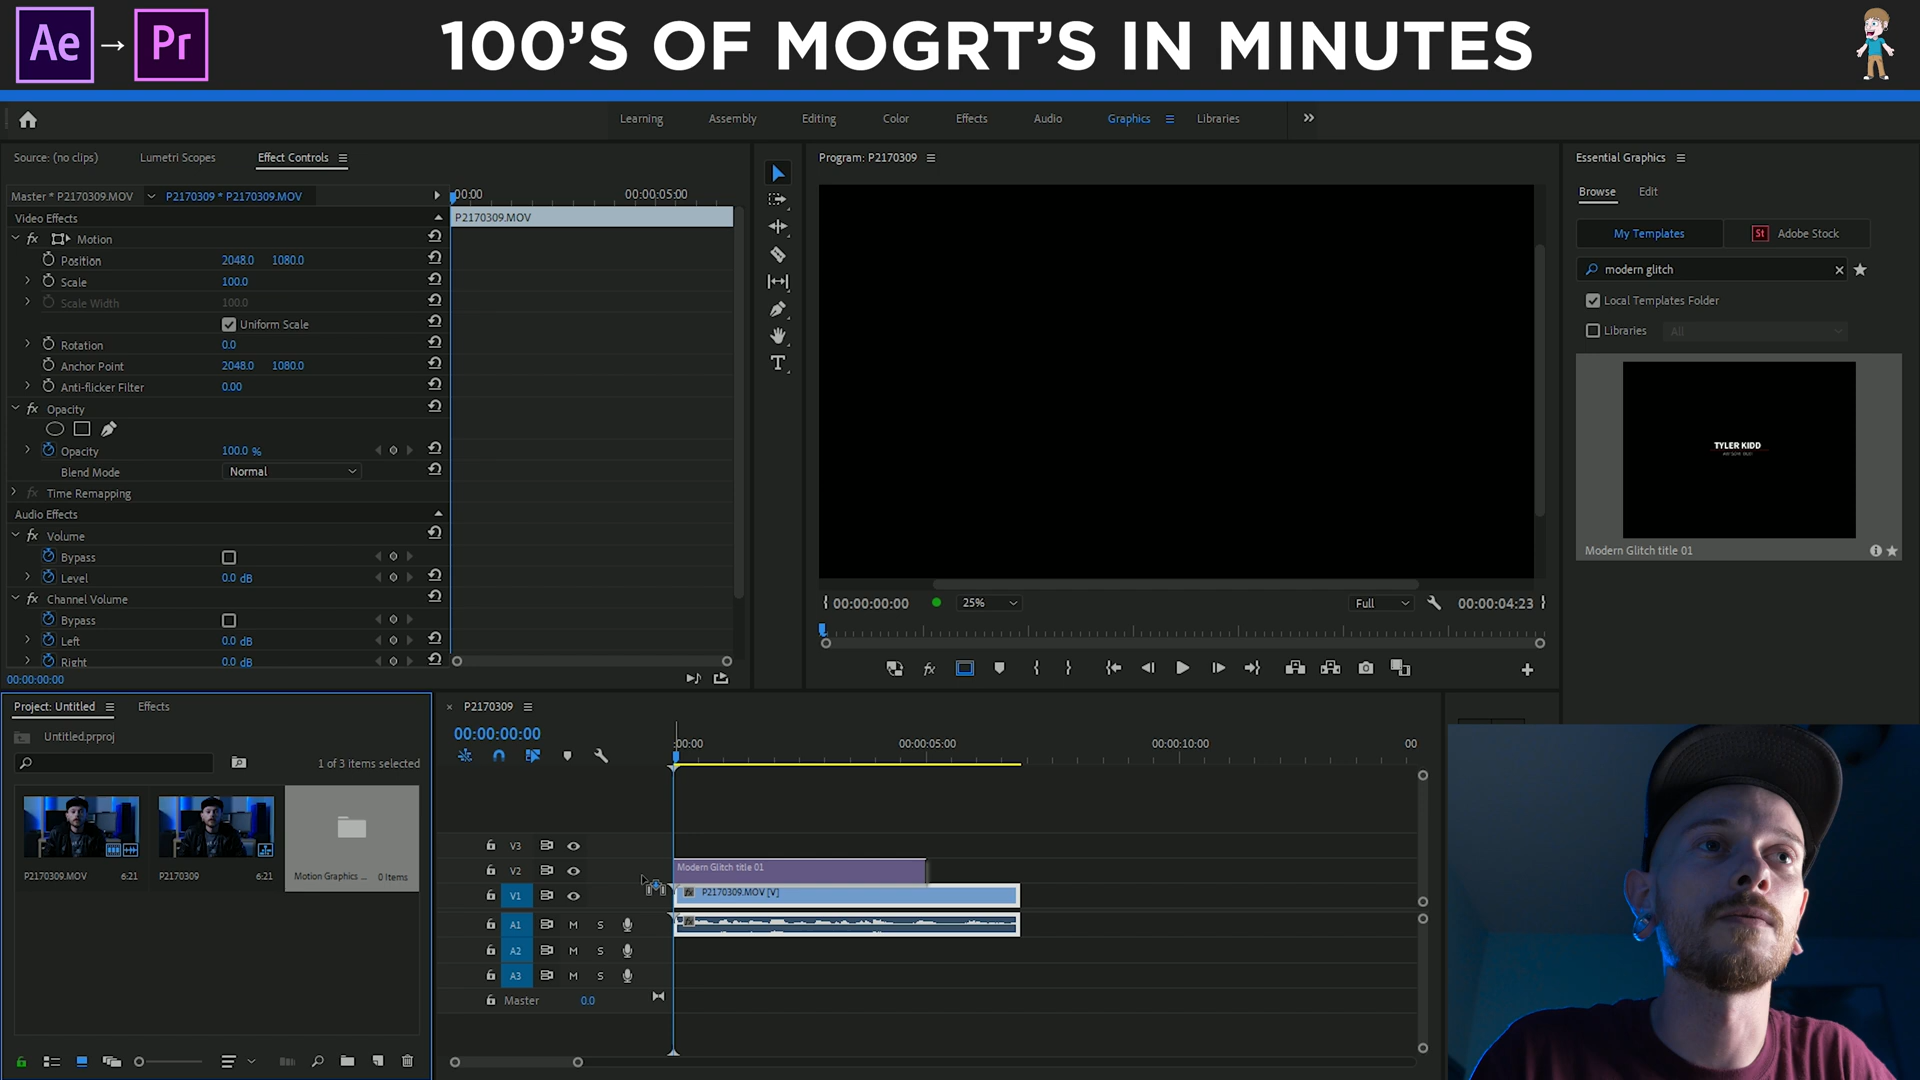 Ae → Pr
100'S OF MOGRT'S IN MINUTES
Learning Assembly Editing Color Effects Audio Graphics Libraries
Source: (no clips) Lumetri Scopes Effect Controls
Program: P2170309
Essential Graphics
Master * P2170309.MOV P2170309 * P2170309.MOV
:00:00 00:00:05:00
Browse Edit
Video Effects
P2170309.MOV
My Templates St Adobe Stock
fx Motion
Position 2048.0 1080.0
modern glitch
Scale 100.0
Scale Width 100.0
Local Templates Folder
Uniform Scale
Libraries All
Rotation 0.0
Anchor Point 2048.0 1080.0
Anti-flicker Filter 0.00
fx Opacity
Opacity 100.0 %
TYLER KIDD
Blend Mode Normal
fx Time Remapping
Audio Effects
fx Volume
Modern Glitch title 01
Bypass
Level 0.0 dB
fx Channel Volume
00:00:00:00 25% Full 00:00:04:23
Bypass
Left 0.0 dB
Right 0.0 dB
00:00:00:00
fx
Project: Untitled Effects
P2170309
Untitled.prproj
00:00:00:00
1 of 3 items selected
:00:00 00:00:05:00 00:00:10:00 00
P2170309.MOV 6:21 P2170309 6:21 Motion Graphics ... 0 Items
V3
V2 Modern Glitch title 01
V1 fx P2170309.MOV [V]
A1 M S
A2 M S
A3 M S
Master 0.0